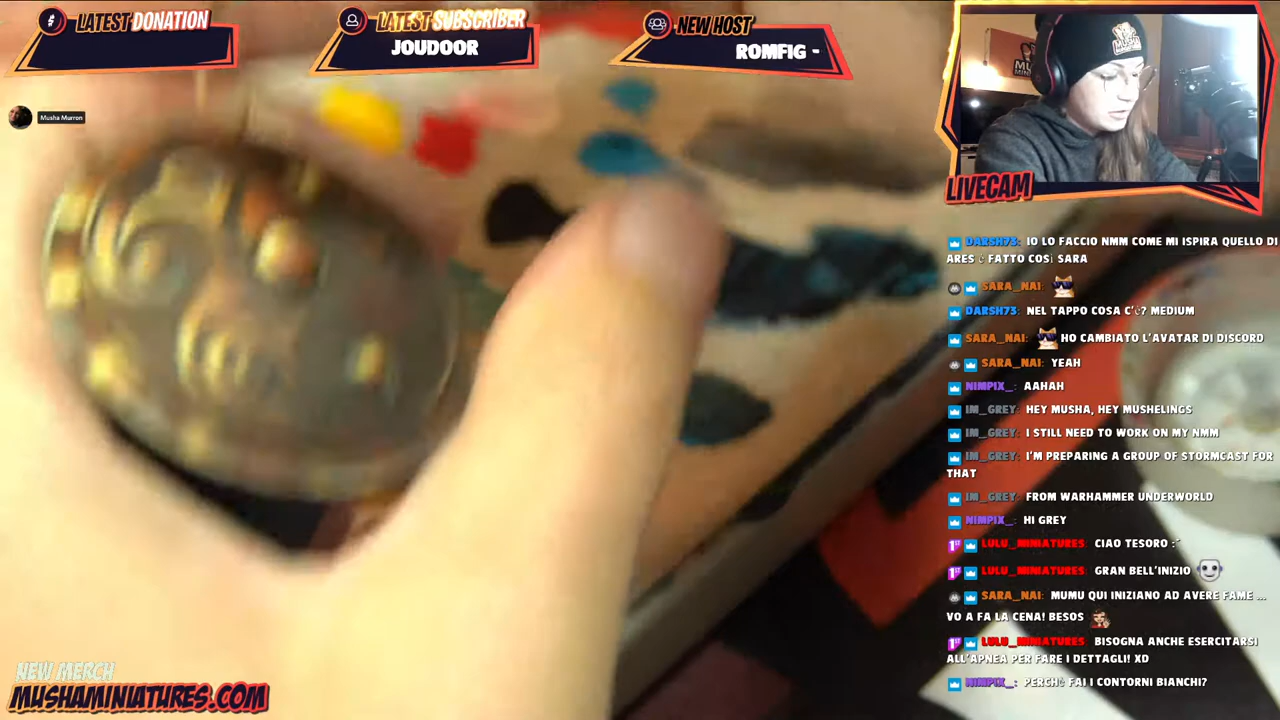 LATEST DONATION
LATEST SUBSCRIBER
JOUDOOR
NEW HOST
ROMFIG -
Musha Murron
MUSHA
LIVECAM
DARSH73: IO LO FACCIO NMM COME MI ISPIRA QUELLO DI
ARES è FATTO COSì SARA
SARA_NAI:
DARSH73: NEL TAPPO COSA C'è? MEDIUM
SARA_NAI: HO CAMBIATO L'AVATAR DI DISCORD
SARA_NAI: YEAH
NIMPIX_: AAHAH
IM_GREY: HEY MUSHA, HEY MUSHELINGS
IM_GREY: I STILL NEED TO WORK ON MY NMM
IM_GREY: I'M PREPARING A GROUP OF STORMCAST FOR
THAT
IM_GREY: FROM WARHAMMER UNDERWORLD
NIMPIX_: HI GREY
LULU_MINIATURES: CIAO TESORO :*
LULU_MINIATURES: GRAN BELL'INIZIO
SARA_NAI: MUMU QUI INIZIANO AD AVERE FAME ...
VO A FA LA CENA! BESOS
LULU_MINIATURES: BISOGNA ANCHE ESERCITARSI
ALL'APNEA PER FARE I DETTAGLI! XD
NIMPIX_: PERCHè FAI I CONTORNI BIANCHI?
NEW MERCH
MUSHAMINIATURES.COM